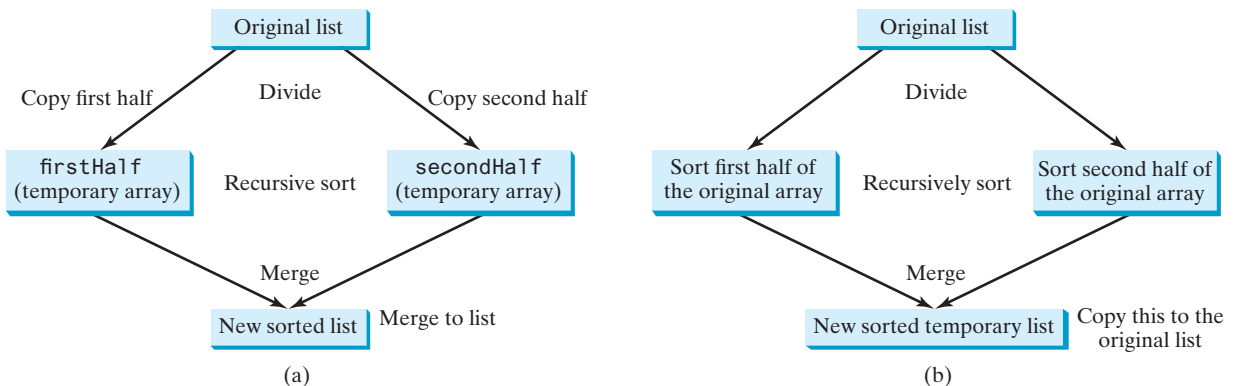 Original list
Copy first half
Divide
Copy second half
firstHalf
(temporary array)
Recursive sort
secondHalf
(temporary array)
Merge
New sorted list
Merge to list
(a)
Original list
Divide
Sort first half of
the original array
Recursively sort
Sort second half of
the original array
Merge
New sorted temporary list
Copy this to the
original list
(b)